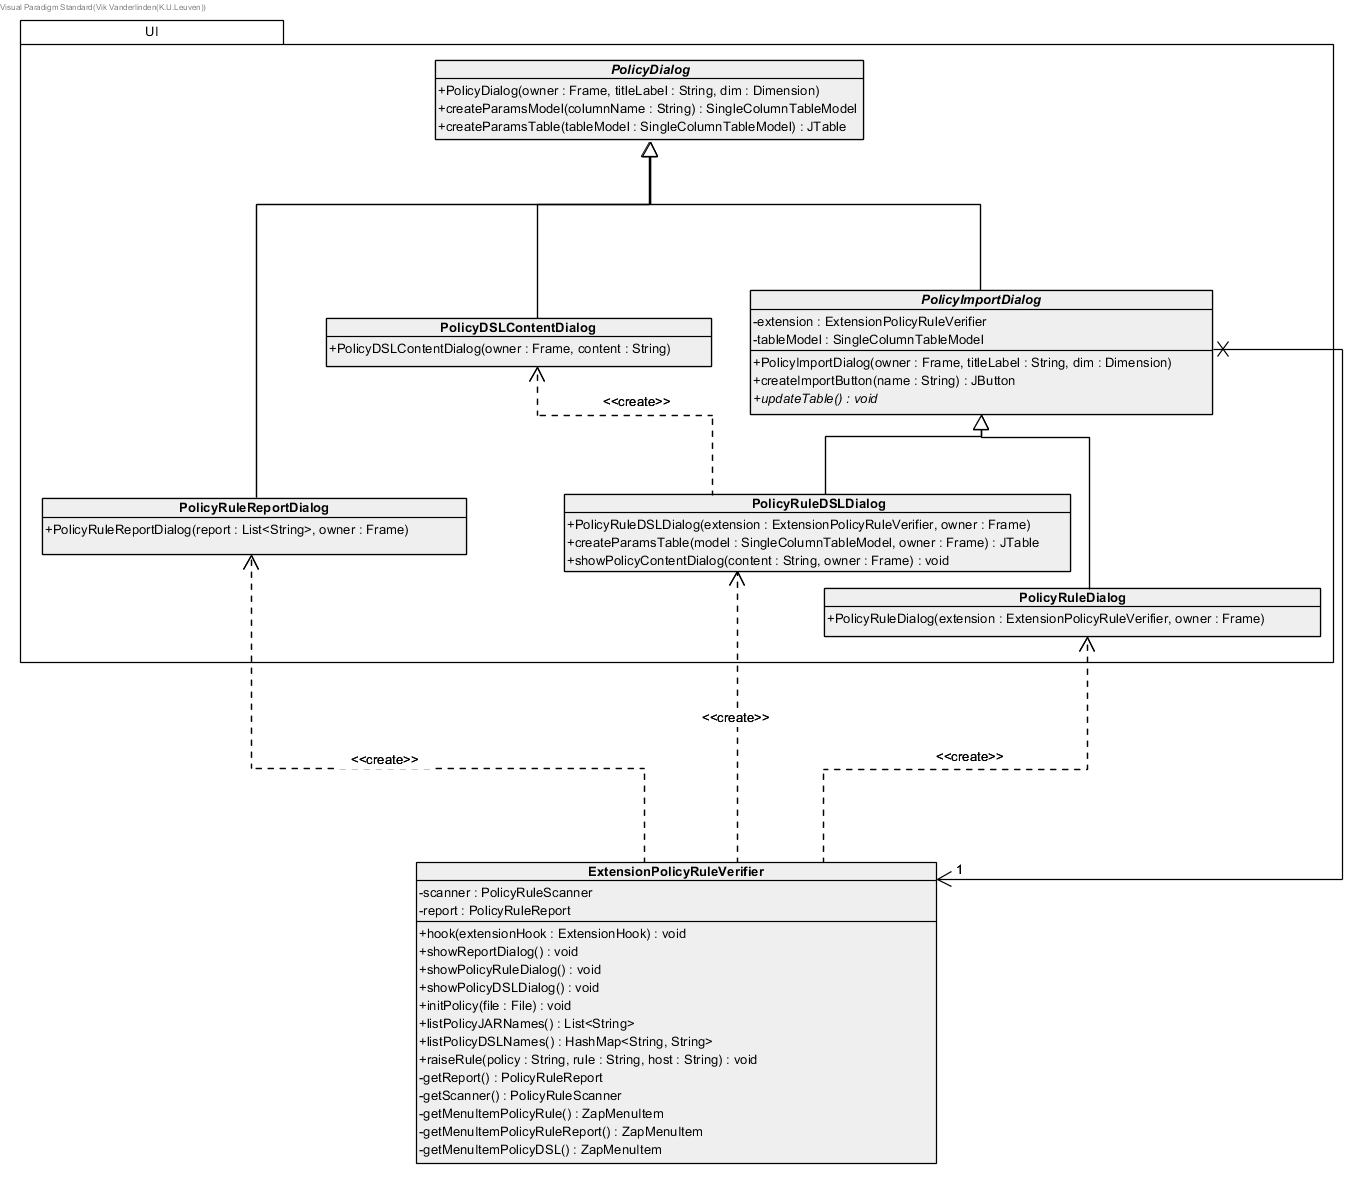 Visual Paradigm Standard(Vik Vanderlinden(K.U.Leuven))
UI
PolicyDialog
+PolicyDialog(owner : Frame, titleLabel : String, dim : Dimension)
+createParamsModel(columnName : String) : SingleColumnTableModel
+createParamsTable(tableModel : SingleColumnTableModel) : JTable
PolicyImportDialog
-extension : ExtensionPolicyRuleVerifier
-tableModel : SingleColumnTableModel
+PolicyImportDialog(owner : Frame, titleLabel : String, dim : Dimension)
+createImportButton(name : String) : JButton
+updateTable() : void
PolicyDSLContentDialog
+PolicyDSLContentDialog(owner : Frame, content : String)
<<create>>
PolicyRuleReportDialog
+PolicyRuleReportDialog(report : List<String>, owner : Frame)
PolicyRuleDSLDialog
+PolicyRuleDSLDialog(extension : ExtensionPolicyRuleVerifier, owner : Frame)
+createParamsTable(model : SingleColumnTableModel, owner : Frame) : JTable
+showPolicyContentDialog(content : String, owner : Frame) : void
PolicyRuleDialog
+PolicyRuleDialog(extension : ExtensionPolicyRuleVerifier, owner : Frame)
<<create>>
<<create>>
<<create>>
1
ExtensionPolicyRuleVerifier
-scanner : PolicyRuleScanner
-report : PolicyRuleReport
+hook(extensionHook : ExtensionHook) : void
+showReportDialog() : void
+showPolicyRuleDialog() : void
+showPolicyDSLDialog() : void
+initPolicy(file : File) : void
+listPolicyJARNames() : List<String>
+listPolicyDSLNames() : HashMap<String, String>
+raiseRule(policy : String, rule : String, host : String) : void
-getReport() : PolicyRuleReport
-getScanner() : PolicyRuleScanner
-getMenuItemPolicyRule() : ZapMenuItem
-getMenuItemPolicyRuleReport() : ZapMenuItem
-getMenuItemPolicyDSL() : ZapMenuItem